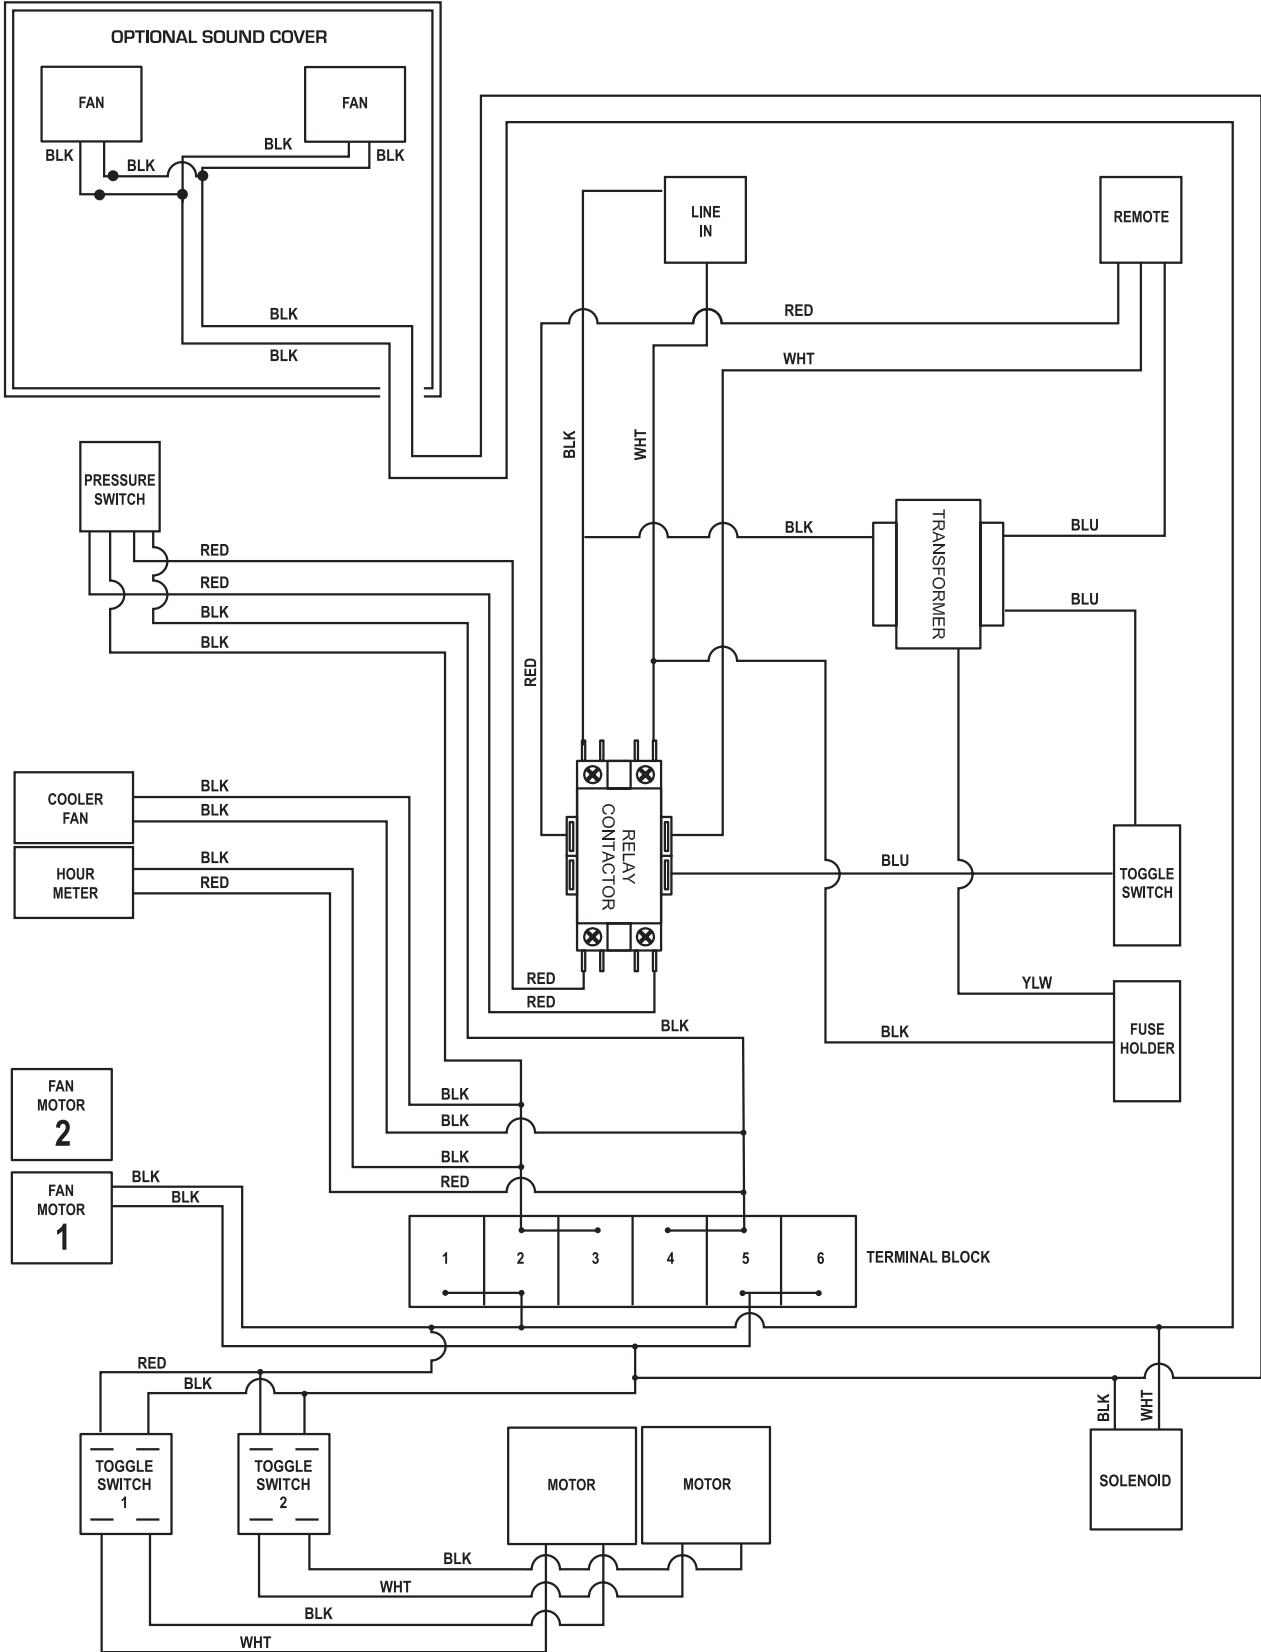 OPTIONAL SOUND COVER
FAN
FAN
BLK
BLK
BLK
BLK
BLK
BLK
LINE
IN
REMOTE
RED
WHT
BLK
WHT
PRESSURE
SWITCH
RED
RED
BLK
BLK
BLK
TRANSFORMER
BLU
BLU
RED
COOLER
FAN
BLK
BLK
HOUR
METER
BLK
RED
RELAY
CONTACTOR
BLU
TOGGLE
SWITCH
RED
RED
YLW
BLK
BLK
FUSE
HOLDER
FAN
MOTOR
2
BLK
BLK
BLK
RED
FAN
MOTOR
1
BLK
BLK
1
2
3
4
5
6
TERMINAL BLOCK
RED
BLK
BLK
WHT
TOGGLE
SWITCH
1
TOGGLE
SWITCH
2
MOTOR
MOTOR
SOLENOID
BLK
WHT
BLK
WHT